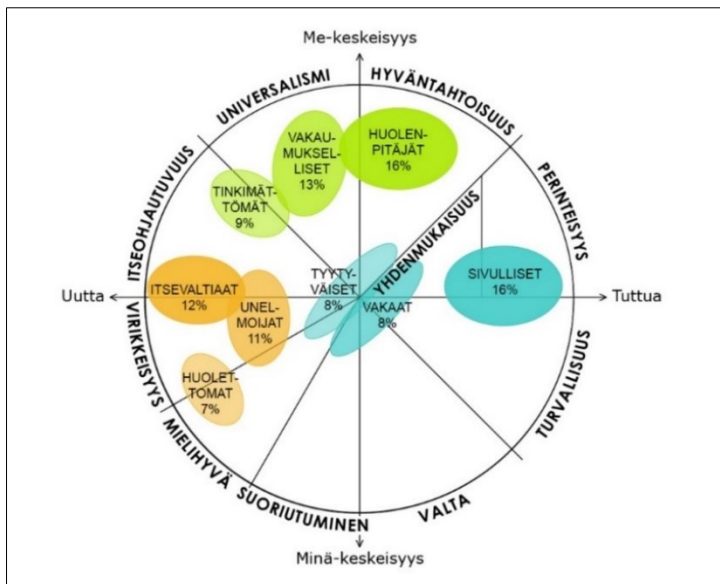 Me-keskeisyys
UNIVERSALISMI
HYVÄNTAHTOISUUS
VAKAU-
MUKSEL-
LISET
13%
HUOLEN-
PITÄJÄT
16%
TINKIMÄT-
TÖMÄT
9%
ITSEOHJAUTUVUUS
YHDENMUKAISUUS
PERINTEISYYS
Uutta
ITSEVALTIAAT
12%
UNEL-
MOIJAT
11%
TYYTY-
VÄISET
8%
VAKAAT
8%
SIVULLISET
16%
Tuttua
VIRIKKEISYYS
HUOLET-
TOMAT
7%
TURVALLISUUS
MIELIHYVÄ
SUORIUTUMINEN
VALTA
Minä-keskeisyys